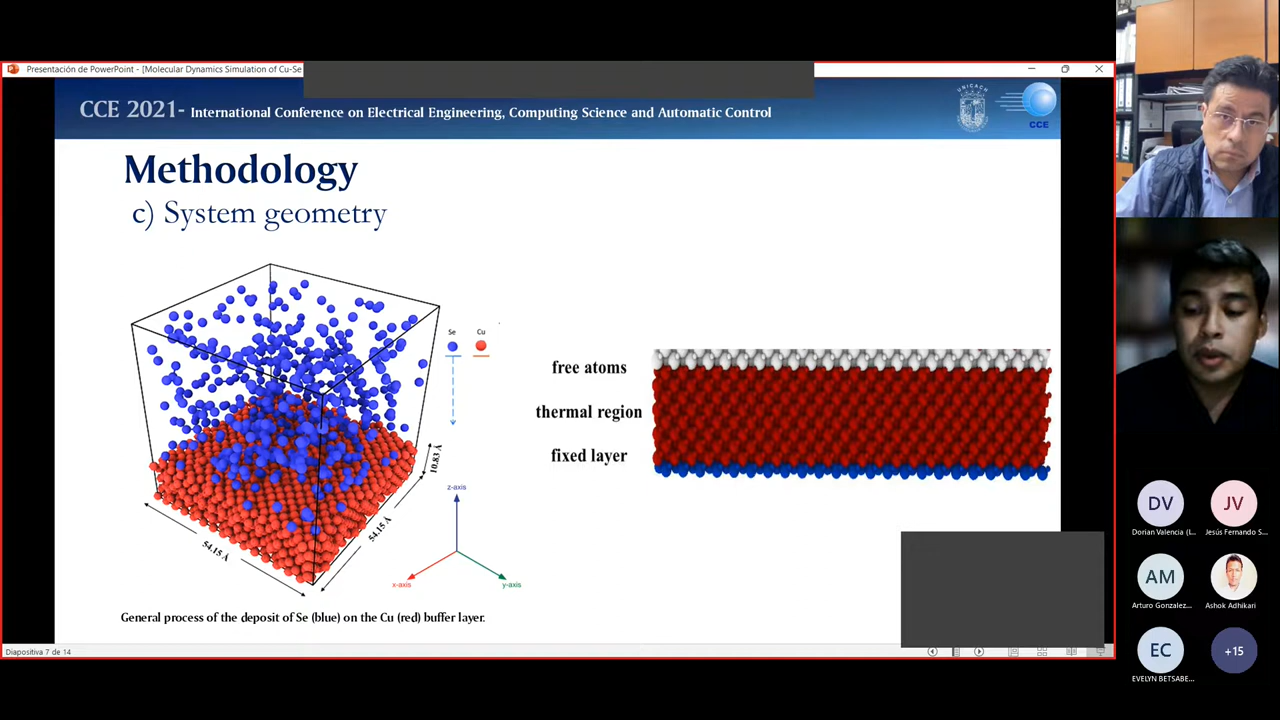 Presentación de PowerPoint - [Molecular Dynamics Simulation of Cu-Se
CCE 2021- International Conference on Electrical Engineering, Computing Science and Automatic Control
UNICACH
CCE
Methodology
c) System geometry
Se
Cu
free atoms
thermal region
fixed layer
10.83 Å
z-axis
54.15 Å
54.15 Å
x-axis
y-axis
General process of the deposit of Se (blue) on the Cu (red) buffer layer.
Diapositiva 7 de 14
DV
JV
Dorian Valencia (L...
Jesús Fernando S...
AM
Arturo Gonzalez...
Ashok Adhikari
EC
+15
EVELYN BETSABE...